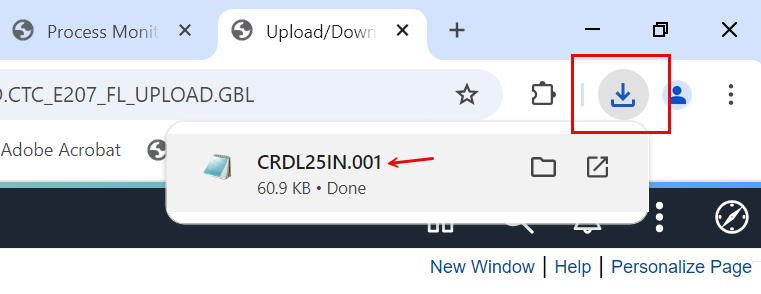 Process Monit
Upload/Down
D.CTC_E207_FL_UPLOAD.GBL
Adobe Acrobat
CRDL25IN.001
60.9 KB • Done
New Window | Help | Personalize Page